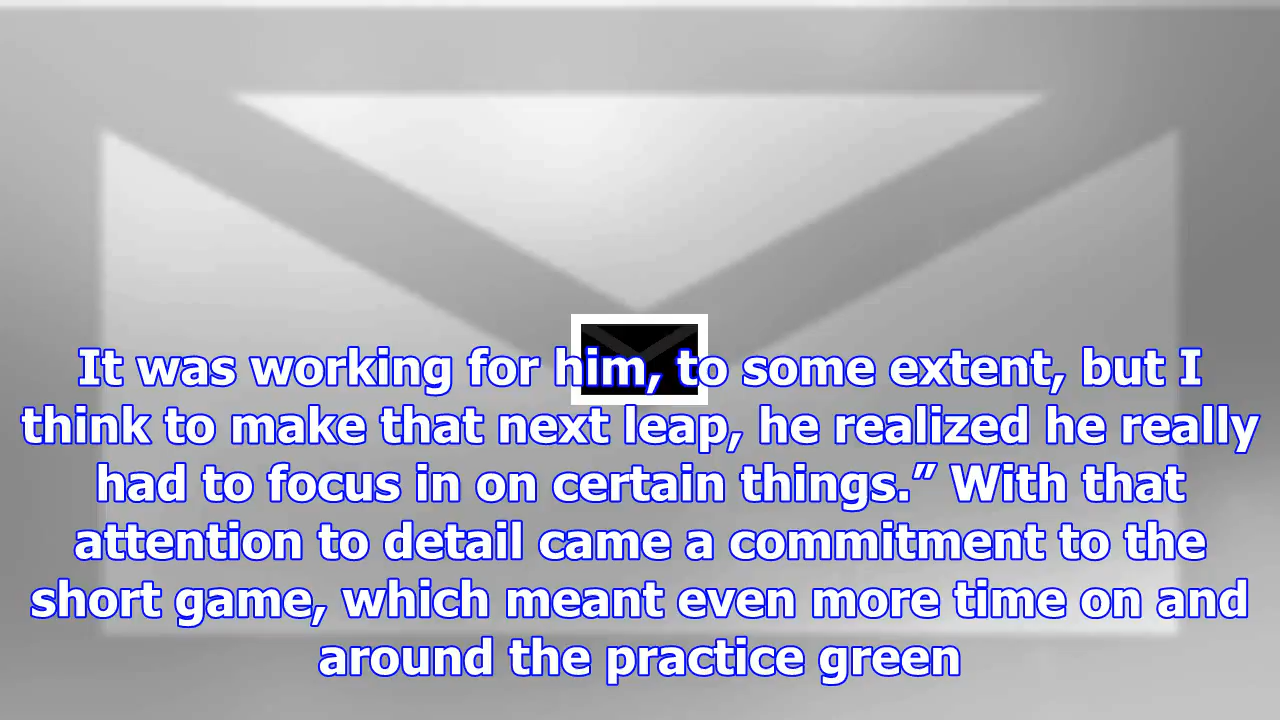 It was working for him, to some extent, but I
think to make that next leap, he realized he really
had to focus in on certain things.” With that
attention to detail came a commitment to the
short game, which meant even more time on and
around the practice green